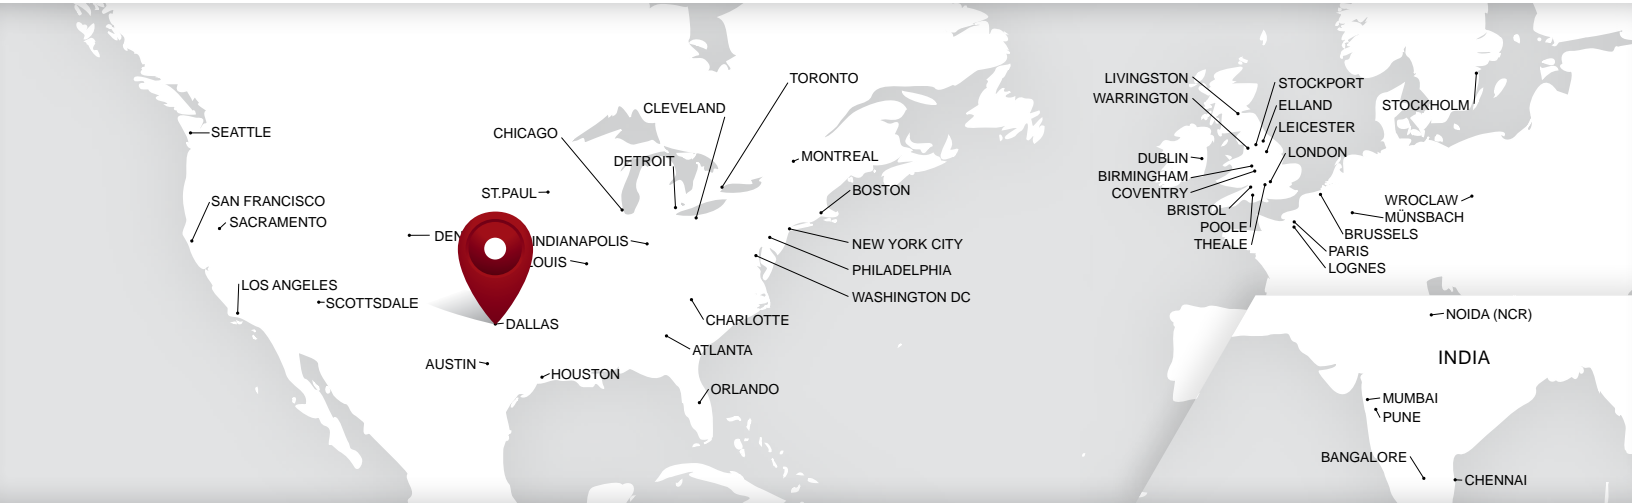 TORONTO
CLEVELAND
CHICAGO
SEATTLE
DETROIT
MONTREAL
ST.PAUL
BOSTON
SAN FRANCISCO
SACRAMENTO
DEN
INDIANAPOLIS
NEW YORK CITY
OUIS
PHILADELPHIA
LOS ANGELES
SCOTTSDALE
WASHINGTON DC
DALLAS
CHARLOTTE
ATLANTA
AUSTIN
HOUSTON
ORLANDO
LIVINGSTON
STOCKPORT
WARRINGTON
ELLAND
STOCKHOLM
LEICESTER
LONDON
DUBLIN
BIRMINGHAM
COVENTRY
WROCLAW
BRISTOL
MÜNSBACH
POOLE
BRUSSELS
THEALE
PARIS
LOGNES
NOIDA (NCR)
INDIA
MUMBAI
PUNE
BANGALORE
CHENNAI